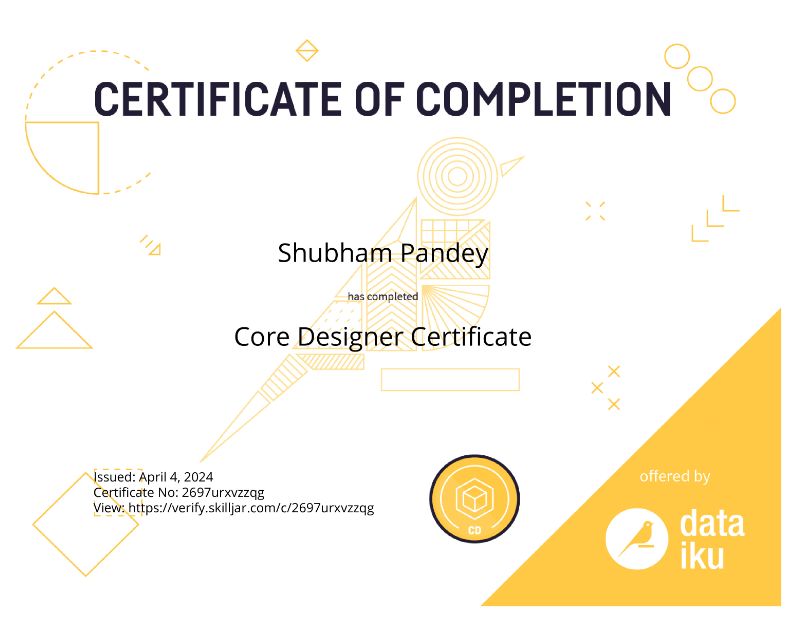 CERTIFICATE OF COMPLETION
Shubham Pandey
has completed
Core Designer Certificate
Issued: April 4, 2024
Certificate No: 2697urxvzzqg
View: https://verify.skilljar.com/c/2697urxvzzqg
CD
offered by
data
iku